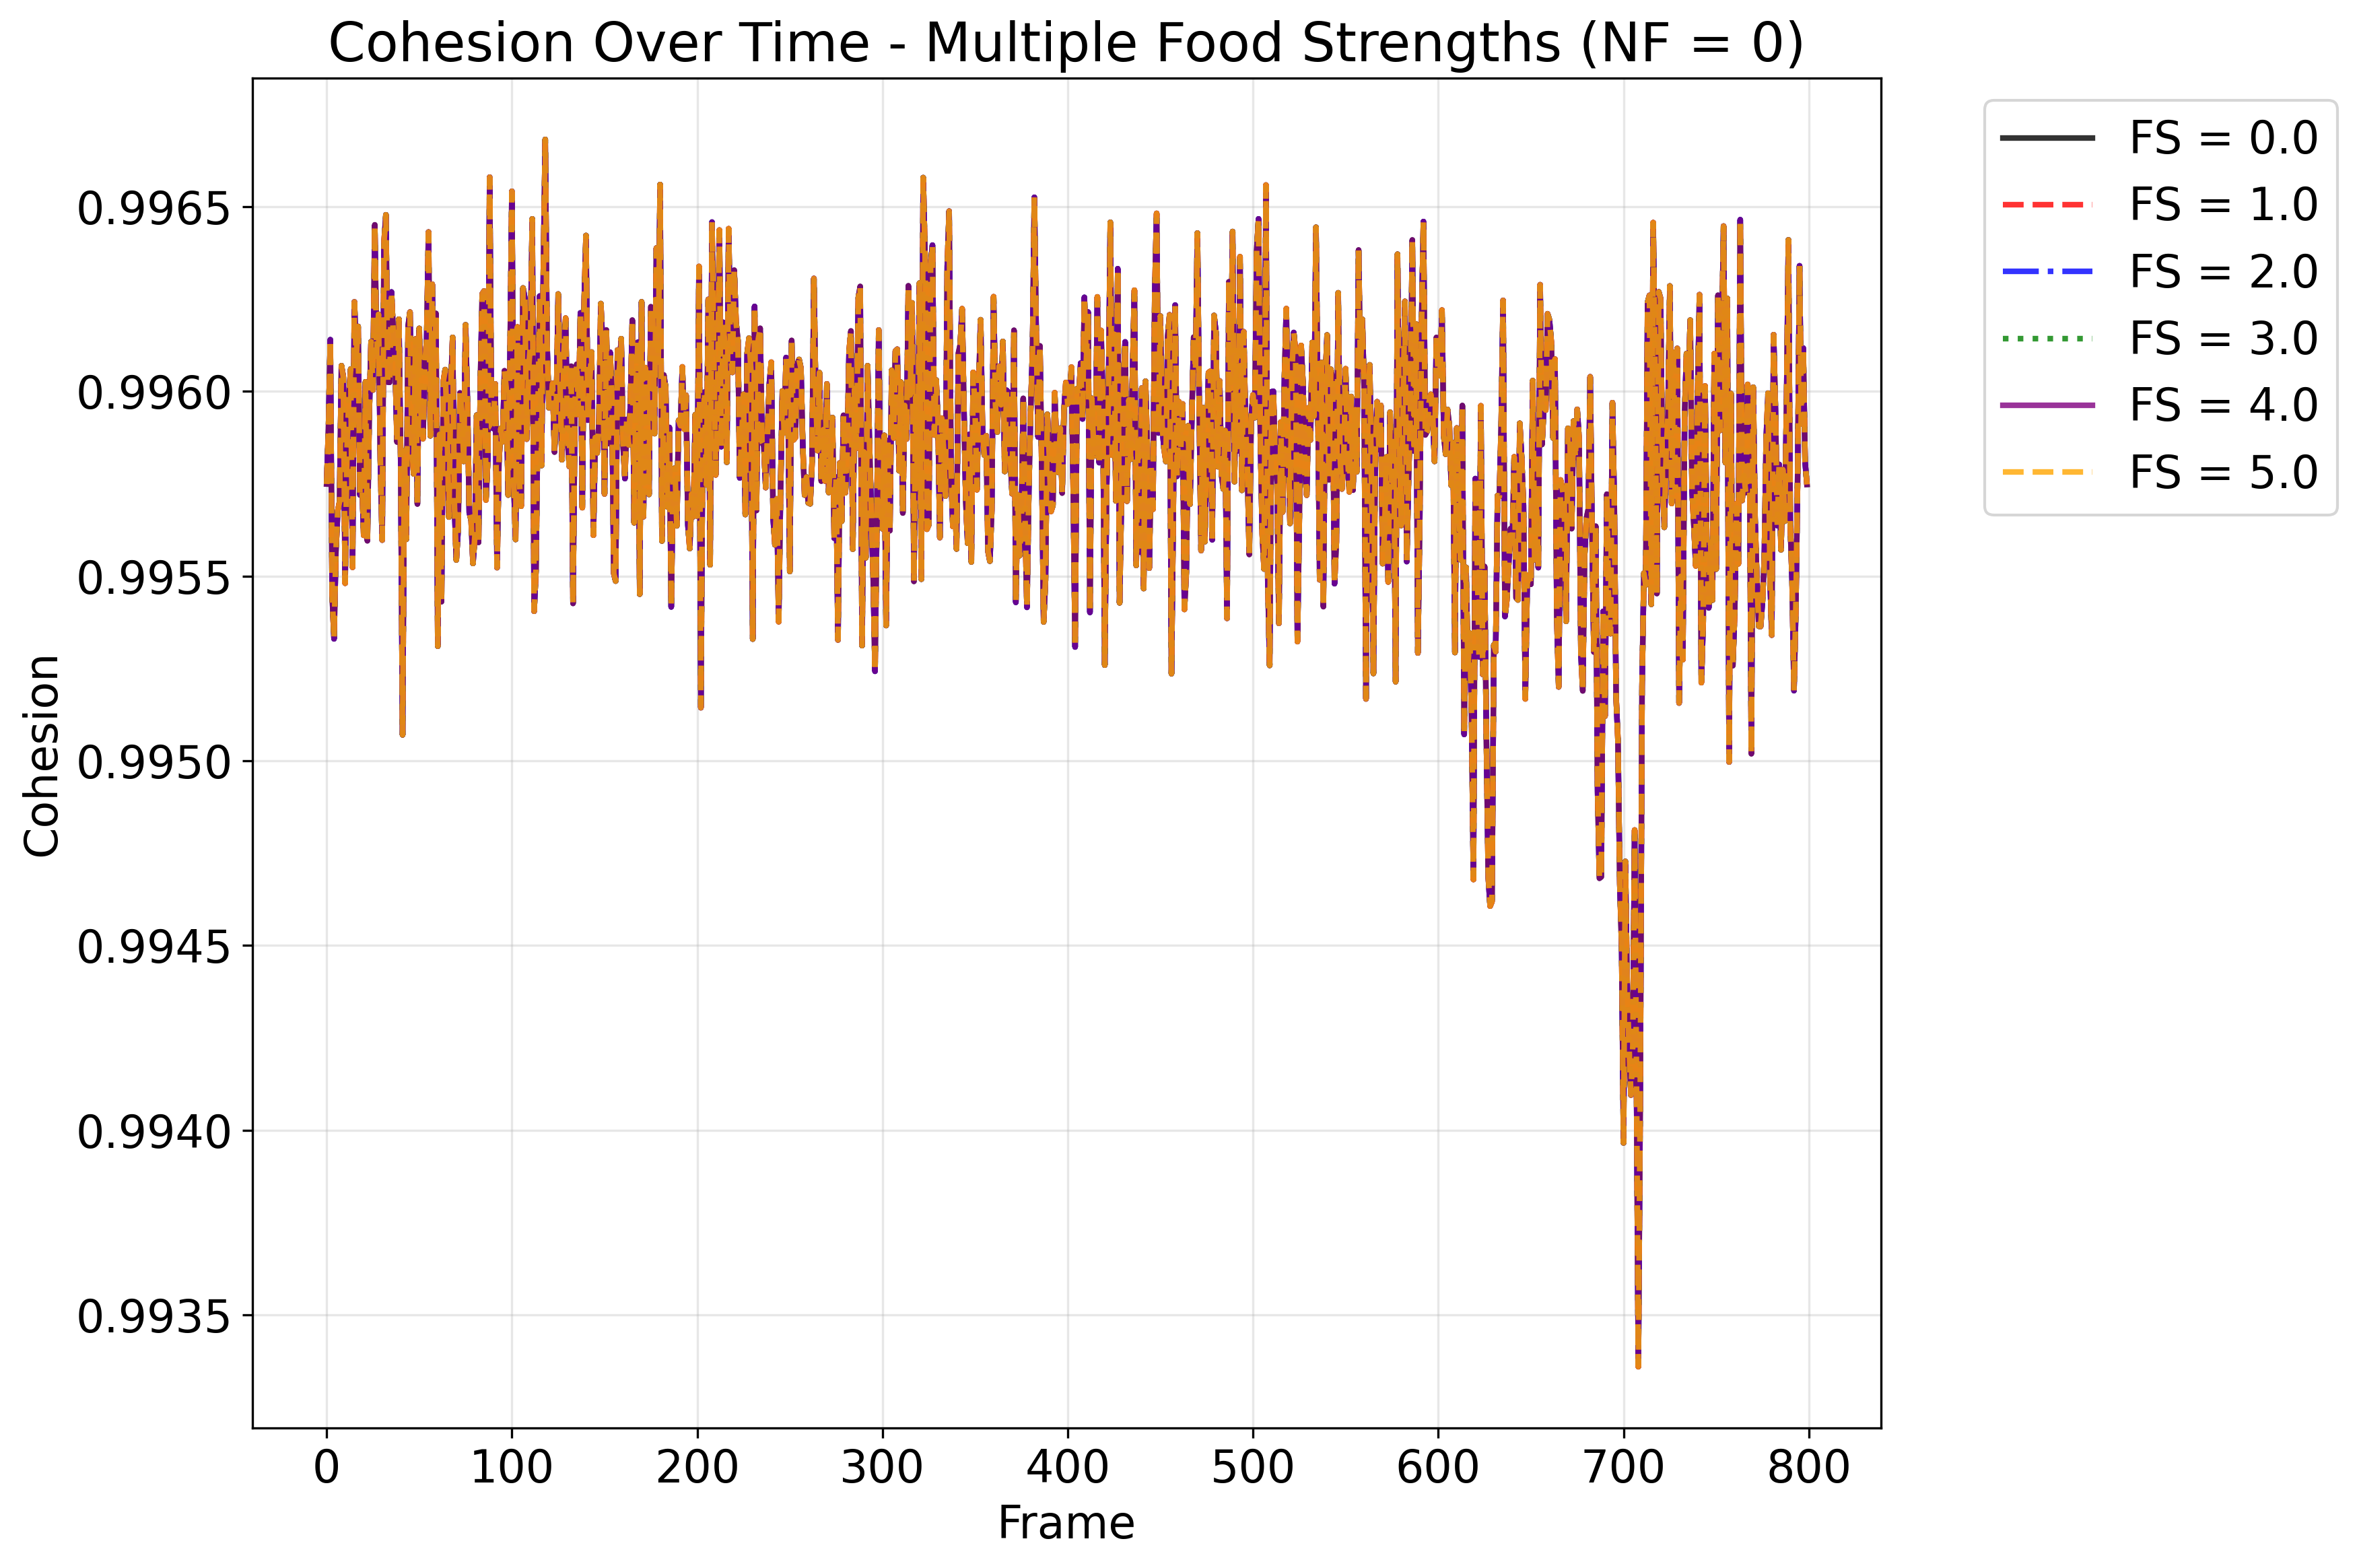 Cohesion Over Time - Multiple Food Strengths (NF = 0)
FS = 0.0
FS = 1.0
FS = 2.0
FS = 3.0
FS = 4.0
FS = 5.0
Cohesion
0.9965
0.9960
0.9955
0.9950
0.9945
0.9940
0.9935
0 100 200 300 400 500 600 700 800
Frame